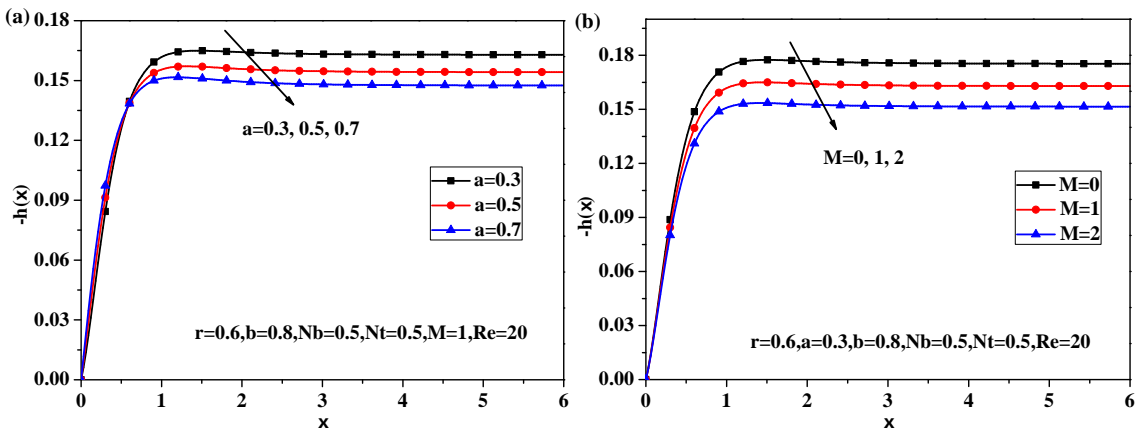 (a)
0.18
0.15
0.12
0.09
0.06
0.03
0.00
-h(x)
a=0.3, 0.5, 0.7
a=0.3
a=0.5
a=0.7
r=0.6,b=0.8,Nb=0.5,Nt=0.5,M=1,Re=20
0 1 2 3 4 5 6
x
(b)
0.18
0.15
0.12
0.09
0.06
0.03
0.00
-h(x)
M=0, 1, 2
M=0
M=1
M=2
r=0.6,a=0.3,b=0.8,Nb=0.5,Nt=0.5,Re=20
0 1 2 3 4 5 6
x